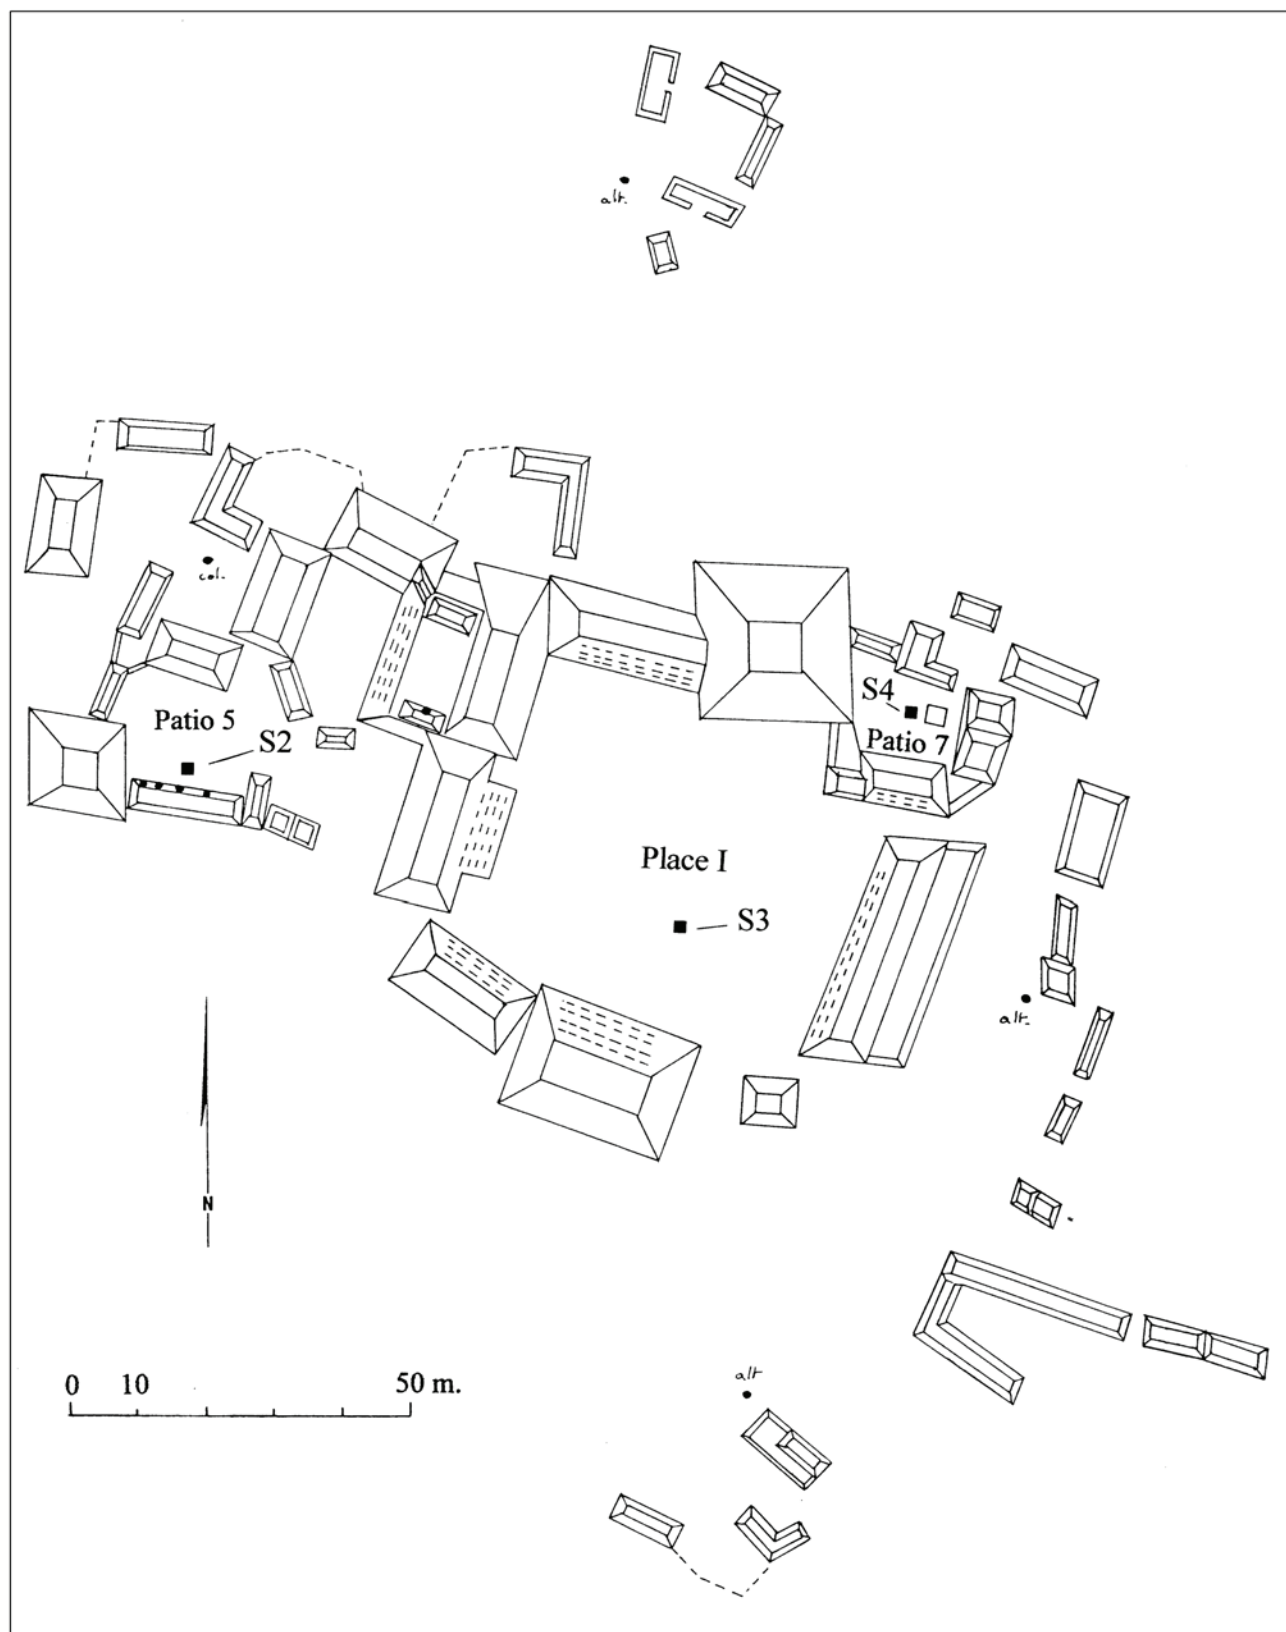 alt.
col.
S4
Patio 5
S2
Patio 7
Place I
S3
alt.
N
alt
0 10 50 m.